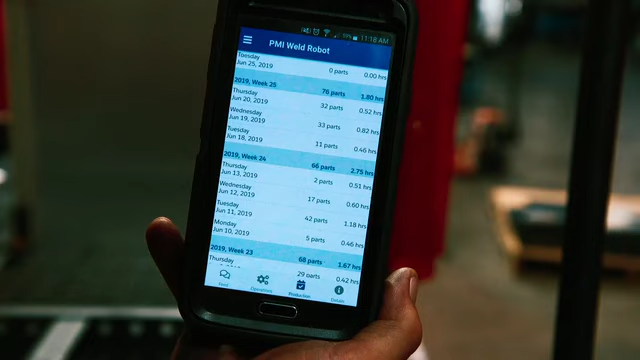 11:18 AM
PMI Weld Robot
Tuesday
Jun 25, 2019 0 parts 0.00 hrs
2019, Week 25 76 parts 1.80 hrs
Thursday
Jun 20, 2019 32 parts 0.52 hrs
Wednesday
Jun 19, 2019 33 parts 0.82 hrs
Tuesday
Jun 18, 2019 11 parts 0.46 hrs
2019, Week 24 66 parts 2.75 hrs
Thursday
Jun 13, 2019 2 parts 0.51 hrs
Wednesday
Jun 12, 2019 17 parts 0.60 hrs
Tuesday
Jun 11, 2019 42 parts 1.18 hrs
Monday
Jun 10, 2019 5 parts 0.46 hrs
2019, Week 23 68 parts 1.67 hrs
Thursday
29 parts 0.42 hrs
Feed Operations Production Details